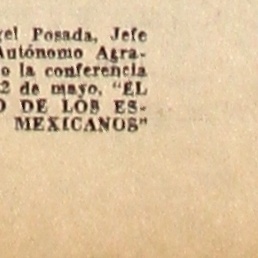 gel Posada, Jefe
Autónomo Agra-
o la conferencia
2 de mayo, "EL
O DE LOS ES-
MEXICANOS"